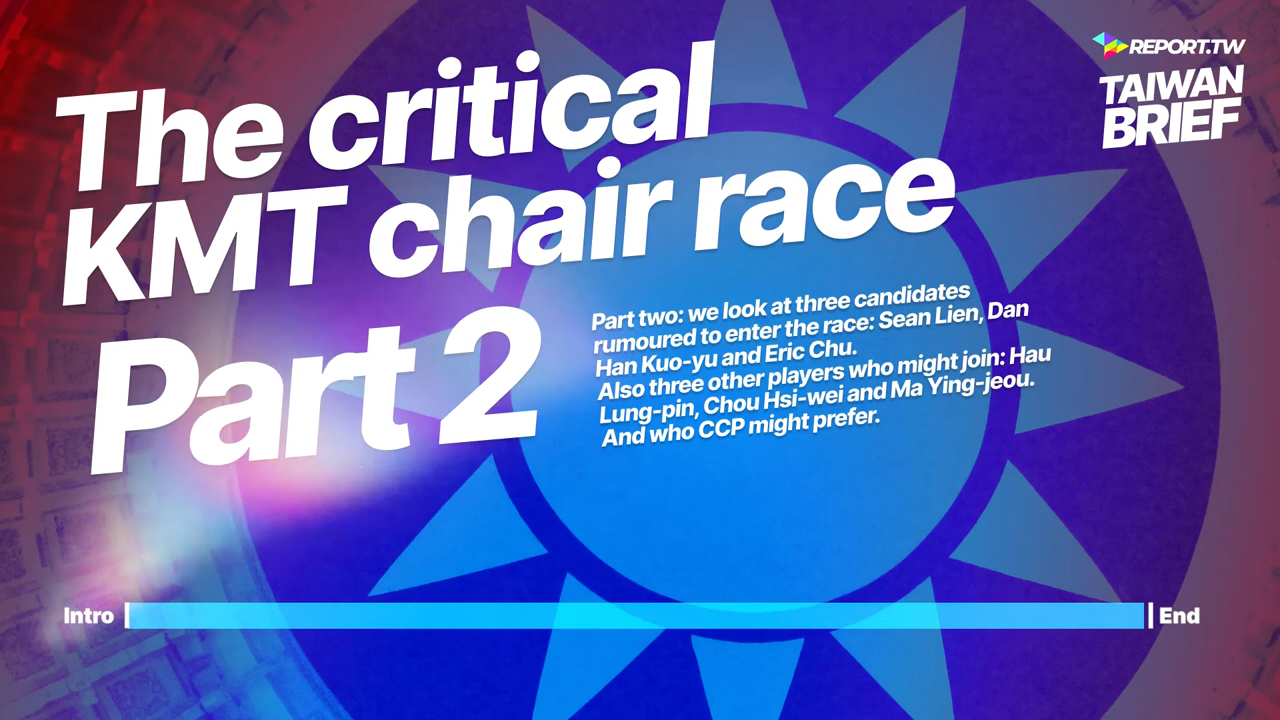 The critical
KMT chair race
Part 2
Part two: we look at three candidates
rumoured to enter the race: Sean Lien, Dan
Han Kuo-yu and Eric Chu.
Also three other players who might join: Hau
Lung-pin, Chou Hsi-wei and Ma Ying-jeou.
And who CCP might prefer.
REPORT.TW
TAIWAN
BRIEF
Intro
End